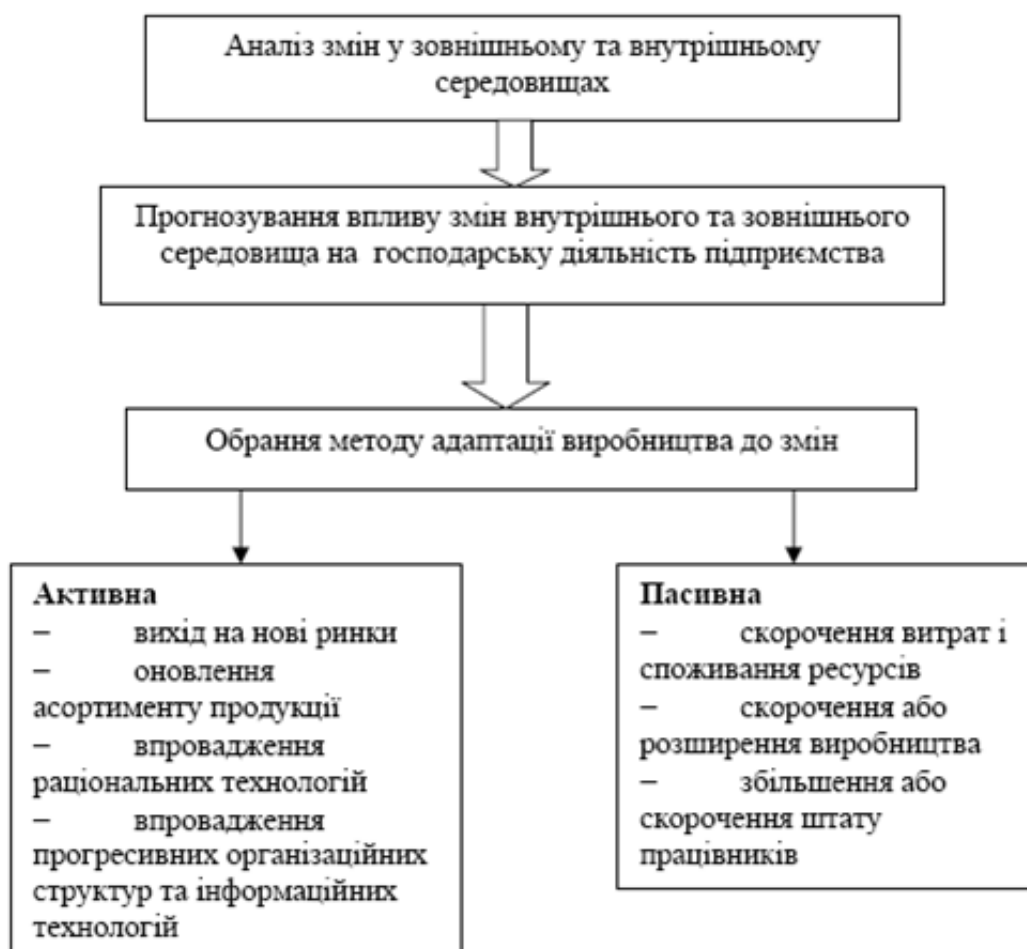 Аналіз змін у зовнішньому та внутрішньому
середовищах
Прогнозування впливу змін внутрішнього та зовнішнього
середовища на господарську діяльність підприємства
Обрання методу адаптації виробництва до змін
Активна
– вихід на нові ринки
– оновлення
асортименту продукції
– впровадження
раціональних технологій
– впровадження
прогресивних організаційних
структур та інформаційних
технологій
Пасивна
– скорочення витрат і
споживання ресурсів
– скорочення або
розширення виробництва
– збільшення або
скорочення штату
працівників